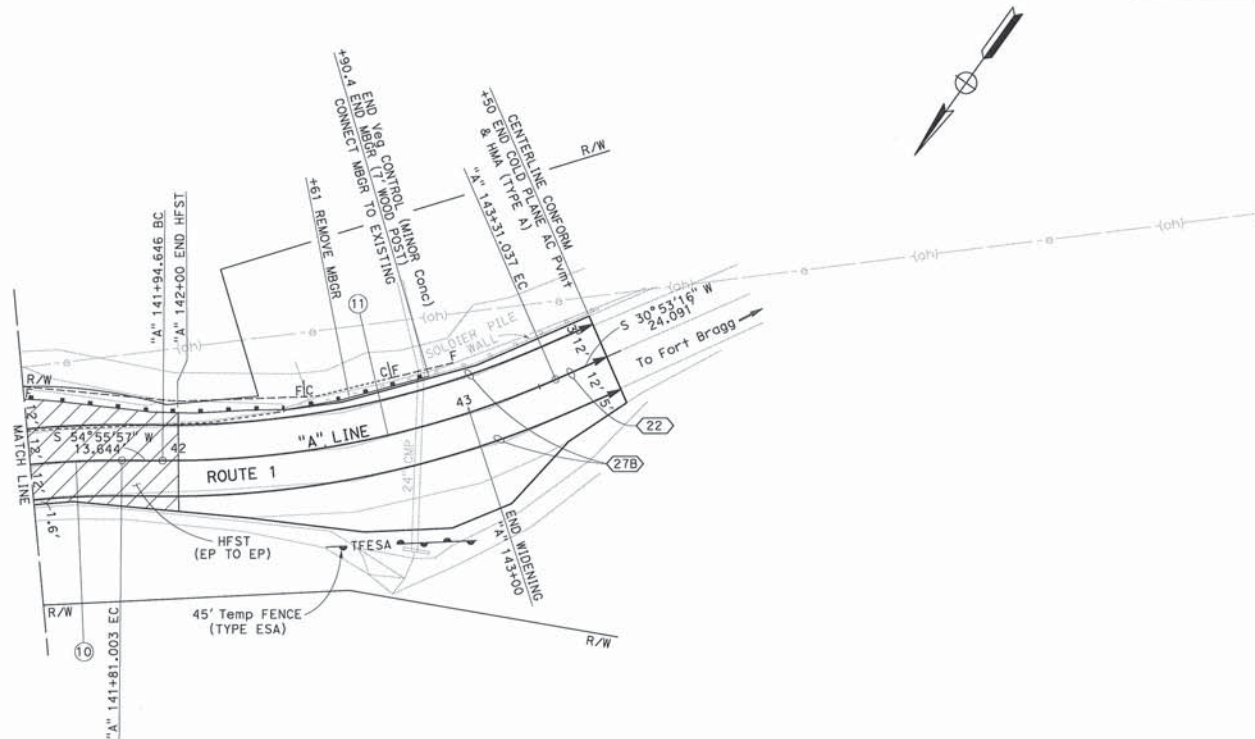 +90.4 END MBGR (7' WOOD POST)
END Veg CONTROL (MINOR Conc)
CONNECT MBGR TO EXISTING
+61 REMOVE MBGR
CENTERLINE CONFORM
+50 END COLD PLANE AC Pvmt
& HMA (TYPE A)
"A" 143+31.037 EC
R/W
"A" 141+94.646 BC
"A" 142+00 END HFST
11
(oh)
(oh)
(oh)
(oh)
(oh)
SOLDIER PILE
WALL
F
C F
F C
3'
12'
12'
5'
S 30°53'16" W
24.091'
To Fort Bragg
R/W
F
12'
12'
12'
1.6'
MATCH LINE
S 54°55'57" W
13.644'
42
"A" LINE
43
ROUTE 1
24" CMP
22
27B
HFST
(EP TO EP)
TFESA
END WIDENING
"A" 143+00
45' Temp FENCE
(TYPE ESA)
R/W
R/W
10
"A" 141+81.003 EC